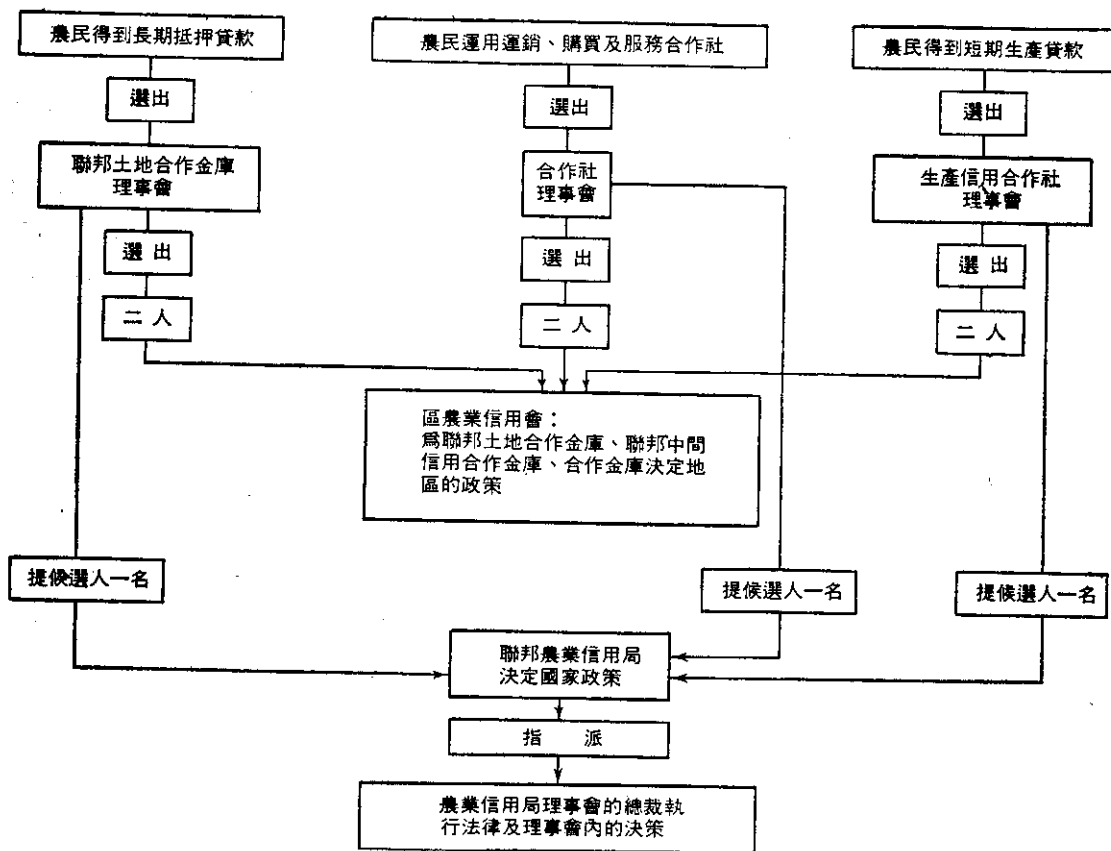 農民得到長期抵押貸款
農民運用運銷、購買及服務合作社
農民得到短期生產貸款
選出
選出
選出
聯邦土地合作金庫
理事會
合作社
理事會
生產信用合作社
理事會
選出
選出
選出
二人
二人
二人
區農業信用會：
爲聯邦土地合作金庫、聯邦中間
信用合作金庫、合作金庫決定地
區的政策
提候選人一名
提候選人一名
提候選人一名
聯邦農業信用局
決定國家政策
指派
農業信用局理事會的總裁執
行法律及理事會內的決策